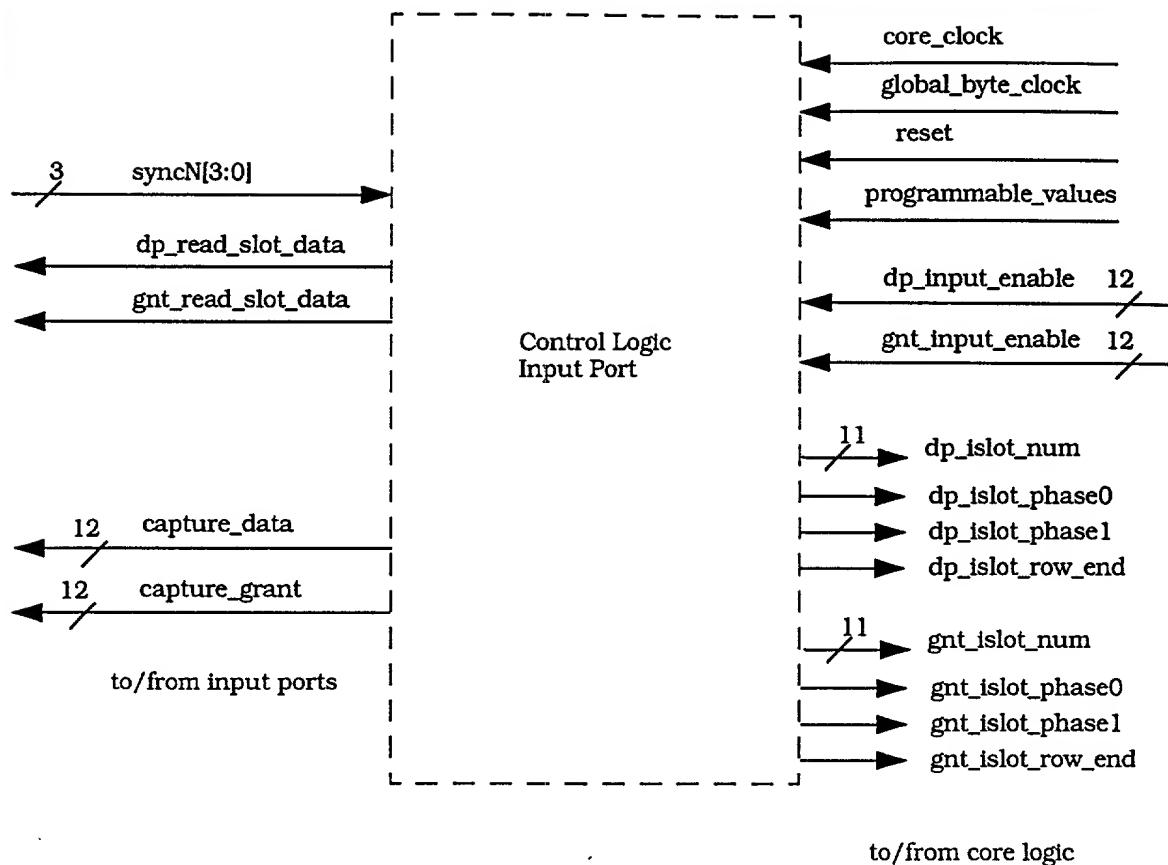 core_clock
global_byte_clock
reset
3
syncN[3:0]
programmable_values
dp_read_slot_data
dp_input_enable 12
gnt_read_slot_data
gnt_input_enable 12
Control Logic
Input Port
11
dp_islot_num
dp_islot_phase0
12 capture_data
dp_islot_phase1
dp_islot_row_end
12 capture_grant
11
gnt_islot_num
to/from input ports
gnt_islot_phase0
gnt_islot_phase1
gnt_islot_row_end
to/from core logic